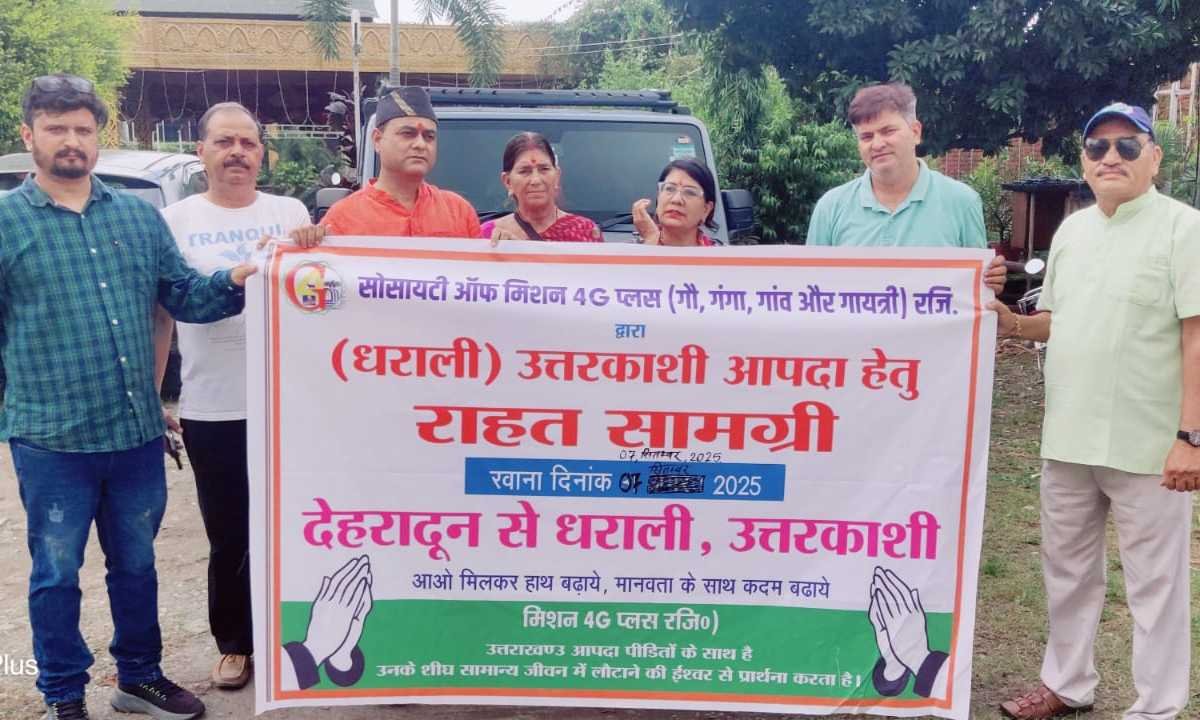 TRANQUIL
सोसायटी ऑफ मिशन 4G प्लस (गौ, गंगा, गांव और गायत्री) रजि.
द्वारा
(धराली) उत्तरकाशी आपदा हेतु
राहत सामग्री
07, सितम्बर, 2025
रवाना दिनांक 07 सितंबर 2025
देहरादून से धराली, उत्तरकाशी
आओ मिलकर हाथ बढ़ाये, मानवता के साथ कदम बढाये
मिशन 4G प्लस रजि०)
उत्तराखण्ड आपदा पीडितों के साथ है
उनके शीघ्र सामान्य जीवन में लौटाने की ईश्वर से प्रार्थना करता है।
Plus